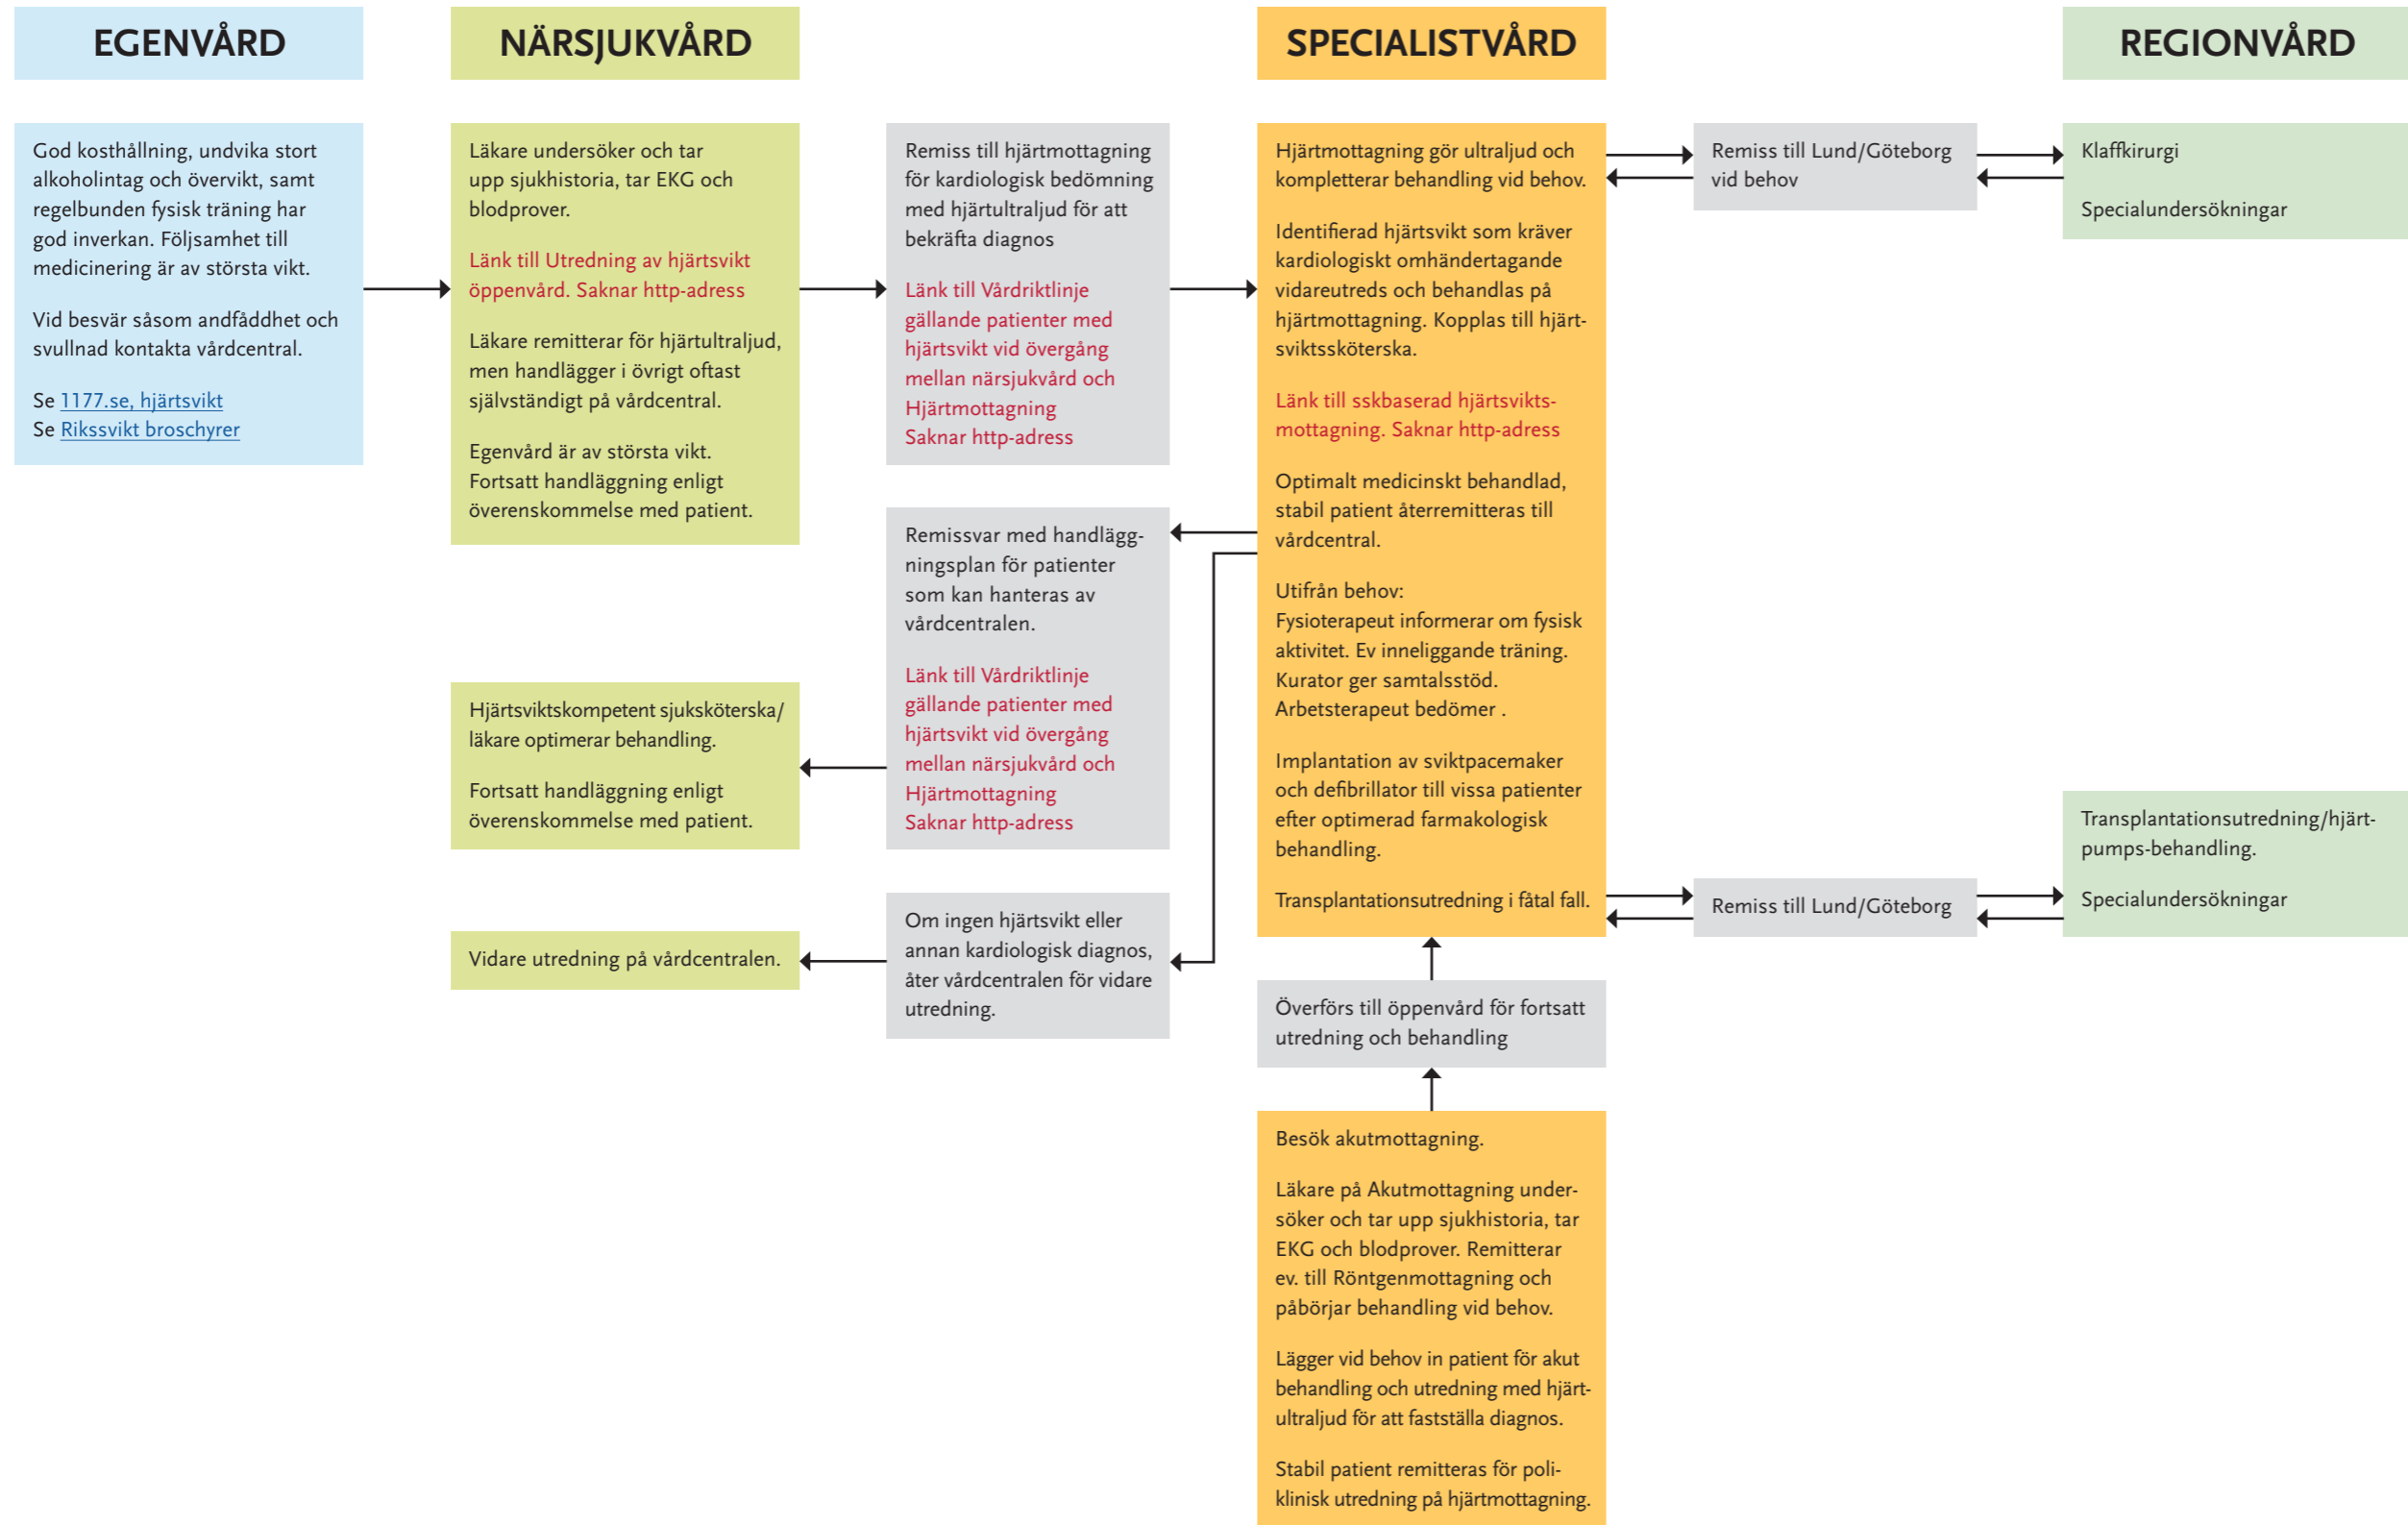 EGENVÅRD
NÄRSJUKVÅRD
SPECIALISTVÅRD
REGIONVÅRD
God kosthållning, undvika stort
alkoholintag och övervikt, samt
regelbunden fysisk träning har
god inverkan. Följsamhet till
medicinering är av största vikt.
Vid besvär såsom andfåddhet och
svullnad kontakta vårdcentral.
Se 1177.se, hjärtsvikt
Se Rikssvikt broschyrer
Läkare undersöker och tar
upp sjukhistoria, tar EKG och
blodprover.
Länk till Utredning av hjärtsvikt
öppenvård. Saknar http-adress
Läkare remitterar för hjärtultraljud,
men handlägger i övrigt oftast
självständigt på vårdcentral.
Egenvård är av största vikt.
Fortsatt handläggning enligt
överenskommelse med patient.
Remiss till hjärtmottagning
för kardiologisk bedömning
med hjärtultraljud för att
bekräfta diagnos
Länk till Vårdriktlinje
gällande patienter med
hjärtsvikt vid övergång
mellan närsjukvård och
Hjärtmottagning
Saknar http-adress
Hjärtmottagning gör ultraljud och
kompletterar behandling vid behov.
Identifierad hjärtsvikt som kräver
kardiologiskt omhändertagande
vidareutreds och behandlas på
hjärtmottagning. Kopplas till hjärt-
sviktssköterska.
Länk till sskbaserad hjärtsvikts-
mottagning. Saknar http-adress
Optimalt medicinskt behandlad,
stabil patient återremitteras till
vårdcentral.
Utifrån behov:
Fysioterapeut informerar om fysisk
aktivitet. Ev inneliggande träning.
Kurator ger samtalsstöd.
Arbetsterapeut bedömer .
Implantation av sviktpacemaker
och defibrillator till vissa patienter
efter optimerad farmakologisk
behandling.
Transplantationsutredning i fåtal fall.
Remiss till Lund/Göteborg
vid behov
Klaffkirurgi
Specialundersökningar
Remissvar med handlägg-
ningsplan för patienter
som kan hanteras av
vårdcentralen.
Länk till Vårdriktlinje
gällande patienter med
hjärtsvikt vid övergång
mellan närsjukvård och
Hjärtmottagning
Saknar http-adress
Hjärtsviktskompetent sjuksköterska/
läkare optimerar behandling.
Fortsatt handläggning enligt
överenskommelse med patient.
Om ingen hjärtsvikt eller
annan kardiologisk diagnos,
åter vårdcentralen för vidare
utredning.
Vidare utredning på vårdcentralen.
Remiss till Lund/Göteborg
Transplantationsutredning/hjärt-
pumps-behandling.
Specialundersökningar
Överförs till öppenvård för fortsatt
utredning och behandling
Besök akutmottagning.
Läkare på Akutmottagning under-
söker och tar upp sjukhistoria, tar
EKG och blodprover. Remitterar
ev. till Röntgenmottagning och
påbörjar behandling vid behov.
Lägger vid behov in patient för akut
behandling och utredning med hjärt-
ultraljud för att fastställa diagnos.
Stabil patient remitteras för poli-
klinisk utredning på hjärtmottagning.